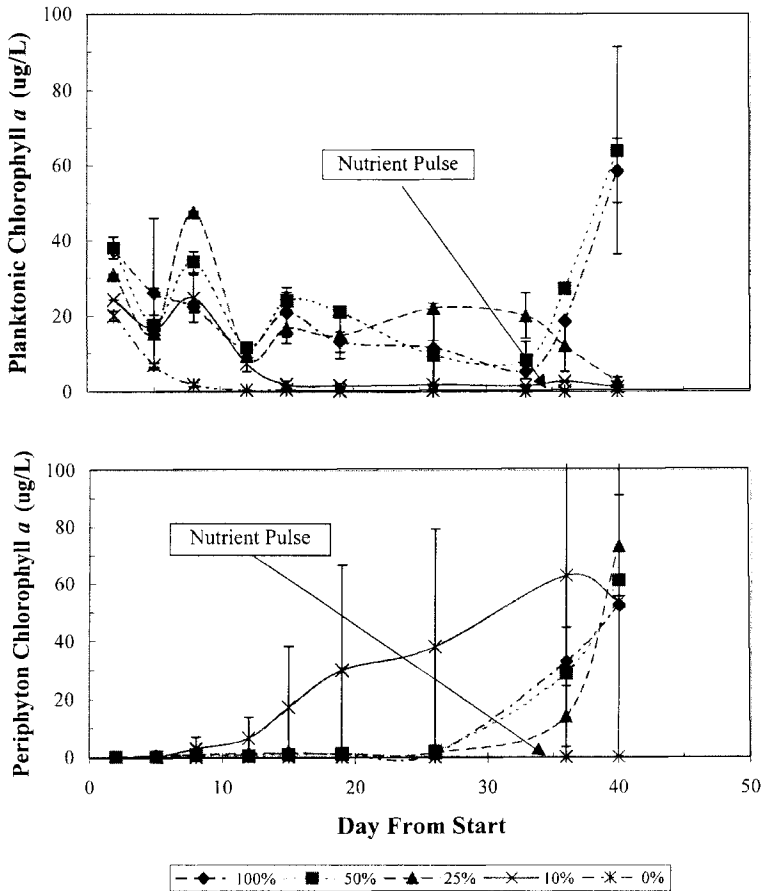 100
80
60
40
20
0
Planktonic Chlorophyll a (ug/L)
Nutrient Pulse
100
80
60
40
20
0
Periphyton Chlorophyll a (ug/L)
Nutrient Pulse
0 10 20 30 40 50
Day From Start
100% 50% 25% 10% 0%